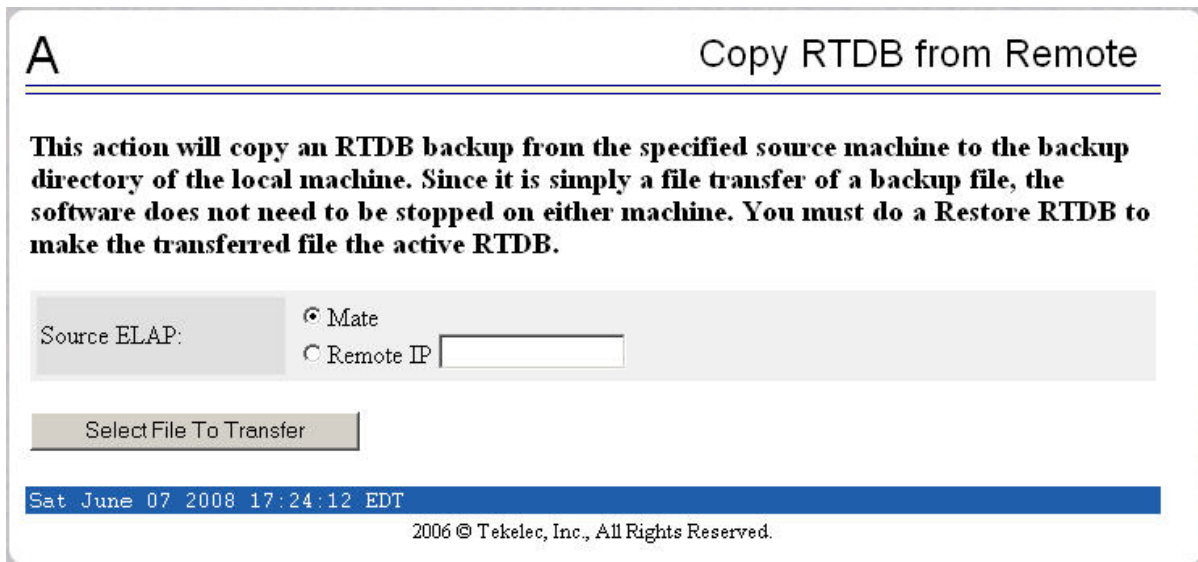 A
Copy RTDB from Remote
This action will copy an RTDB backup from the specified source machine to the backup
directory of the local machine. Since it is simply a file transfer of a backup file, the
software does not need to be stopped on either machine. You must do a Restore RTDB to
make the transferred file the active RTDB.
Source ELAP:
Mate
Remote IP
Select File To Transfer
Sat June 07 2008 17:24:12 EDT
2006 © Tekelec, Inc., All Rights Reserved.